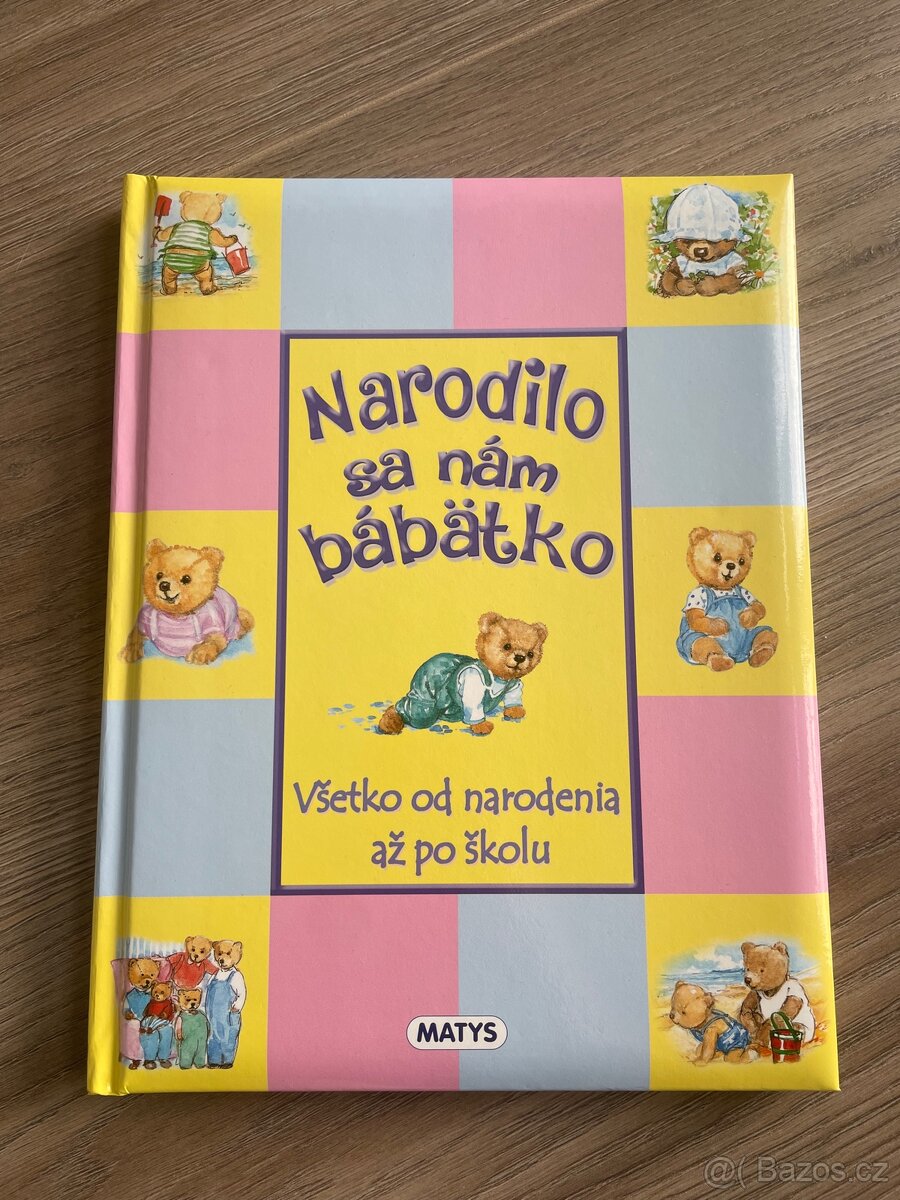 Narodilo
sa nám
bábätko
Všetko od narodenia
až po školu
MATYS
@( Bazos.cz